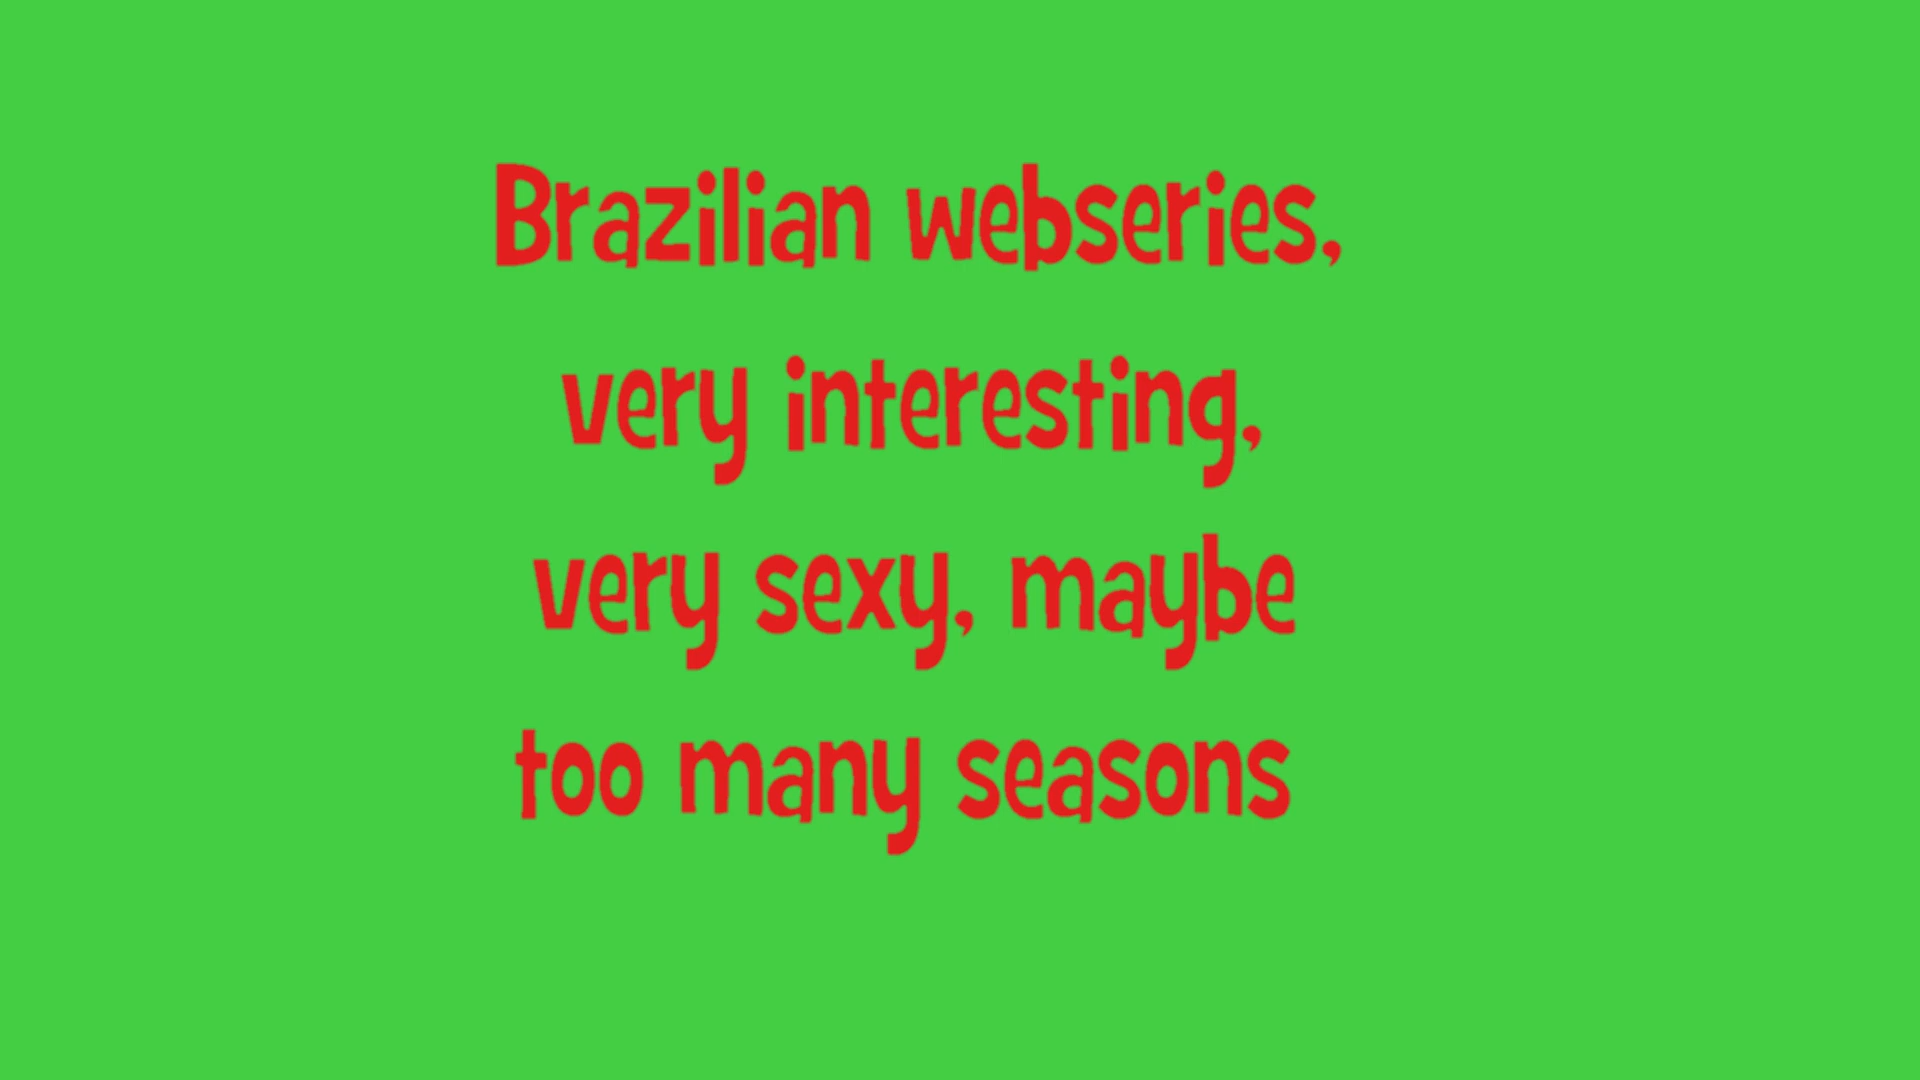 Brazilian webseries,
very interesting,
very sexy, maybe
too many seasons